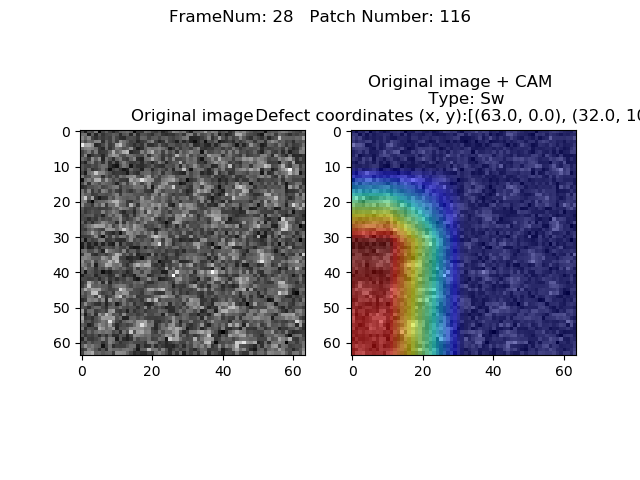 FrameNum: 28   Patch Number: 116
Original image + CAM
Type: Sw
Original image
Defect coordinates (x, y):[(63.0, 0.0), (32.0, 10
0
10
20
30
40
50
60
0 20 40 60
0
10
20
30
40
50
60
0 20 40 60